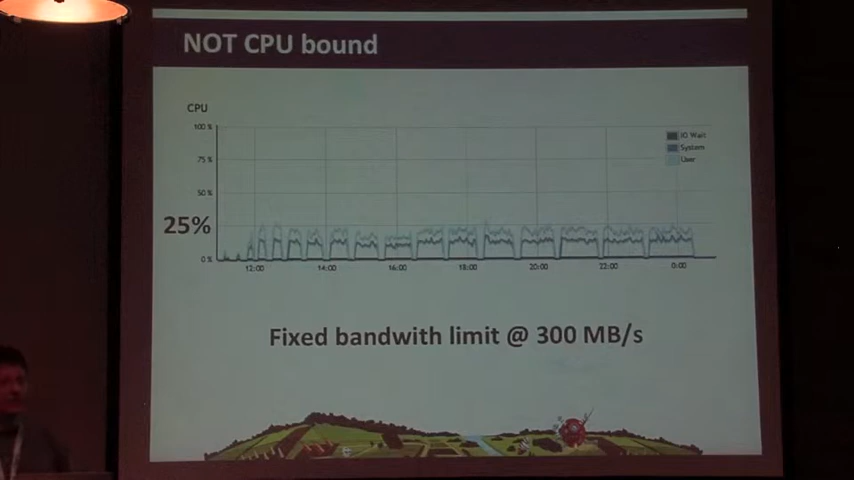 NOT CPU bound
CPU
100 %
75 %
50 %
25%
0 %
IO Wait
System
User
12:00 14:00 16:00 18:00 20:00 22:00 0:00
Fixed bandwith limit @ 300 MB/s